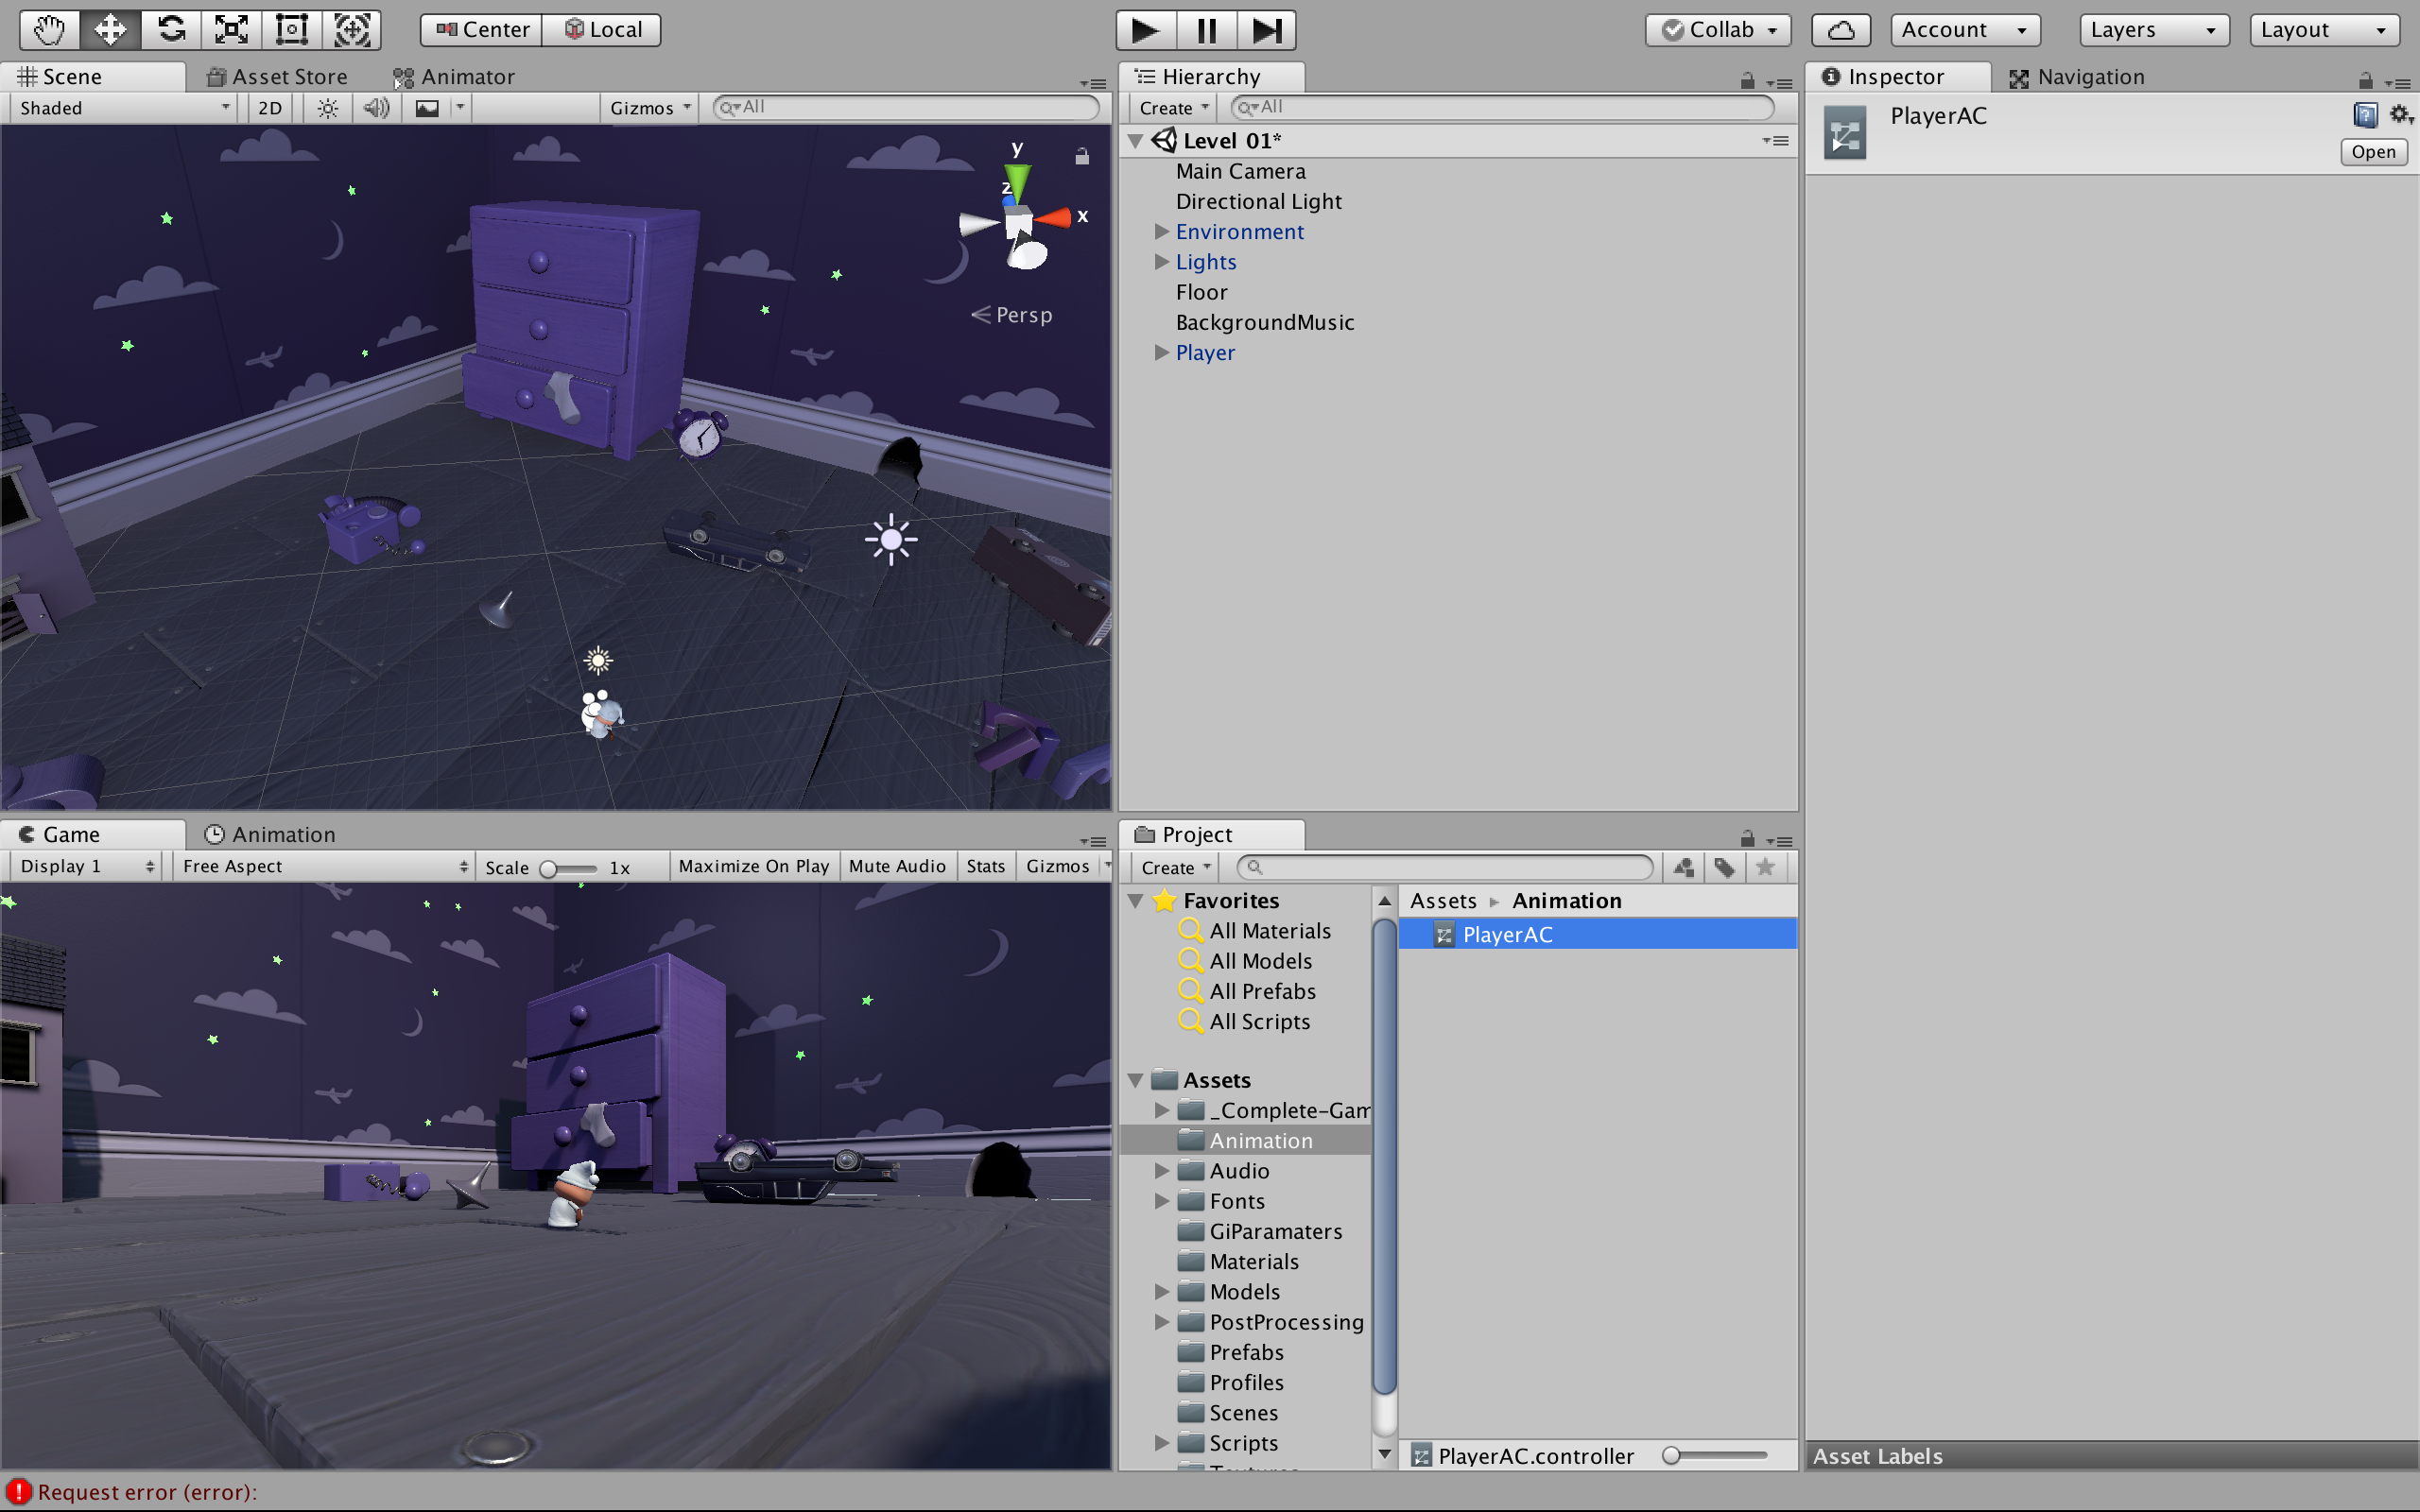 Center Local Collab Account Layers Layout
Scene Asset Store Animator
Shaded 2D Gizmos All
y
z
x
Persp
Hierarchy
Create All
Level 01*
Main Camera
Directional Light
Environment
Lights
Floor
BackgroundMusic
Player
Inspector Navigation
PlayerAC
Open
Game Animation
Display 1 Free Aspect Scale 1x Maximize On Play Mute Audio Stats Gizmos
Project
Create
Favorites
All Materials
All Models
All Prefabs
All Scripts
Assets
_Complete-Gam
Animation
Audio
Fonts
GiParamaters
Materials
Models
PostProcessing
Prefabs
Profiles
Scenes
Scripts
Assets Animation
PlayerAC
PlayerAC.controller
Asset Labels
Request error (error):